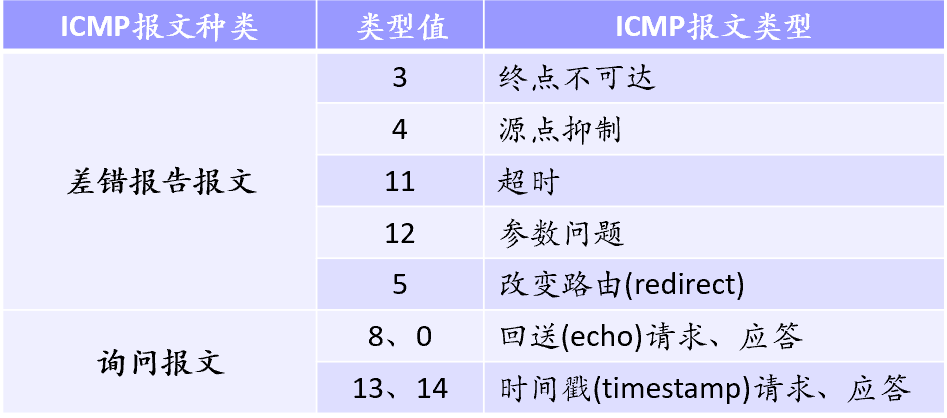 ICMP报文种类 类型值 ICMP报文类型
差错报告报文 3 终点不可达
4 源点抑制
11 超时
12 参数问题
5 改变路由(redirect)
询问报文 8、0 回送(echo)请求、应答
13、14 时间戳(timestamp)请求、应答